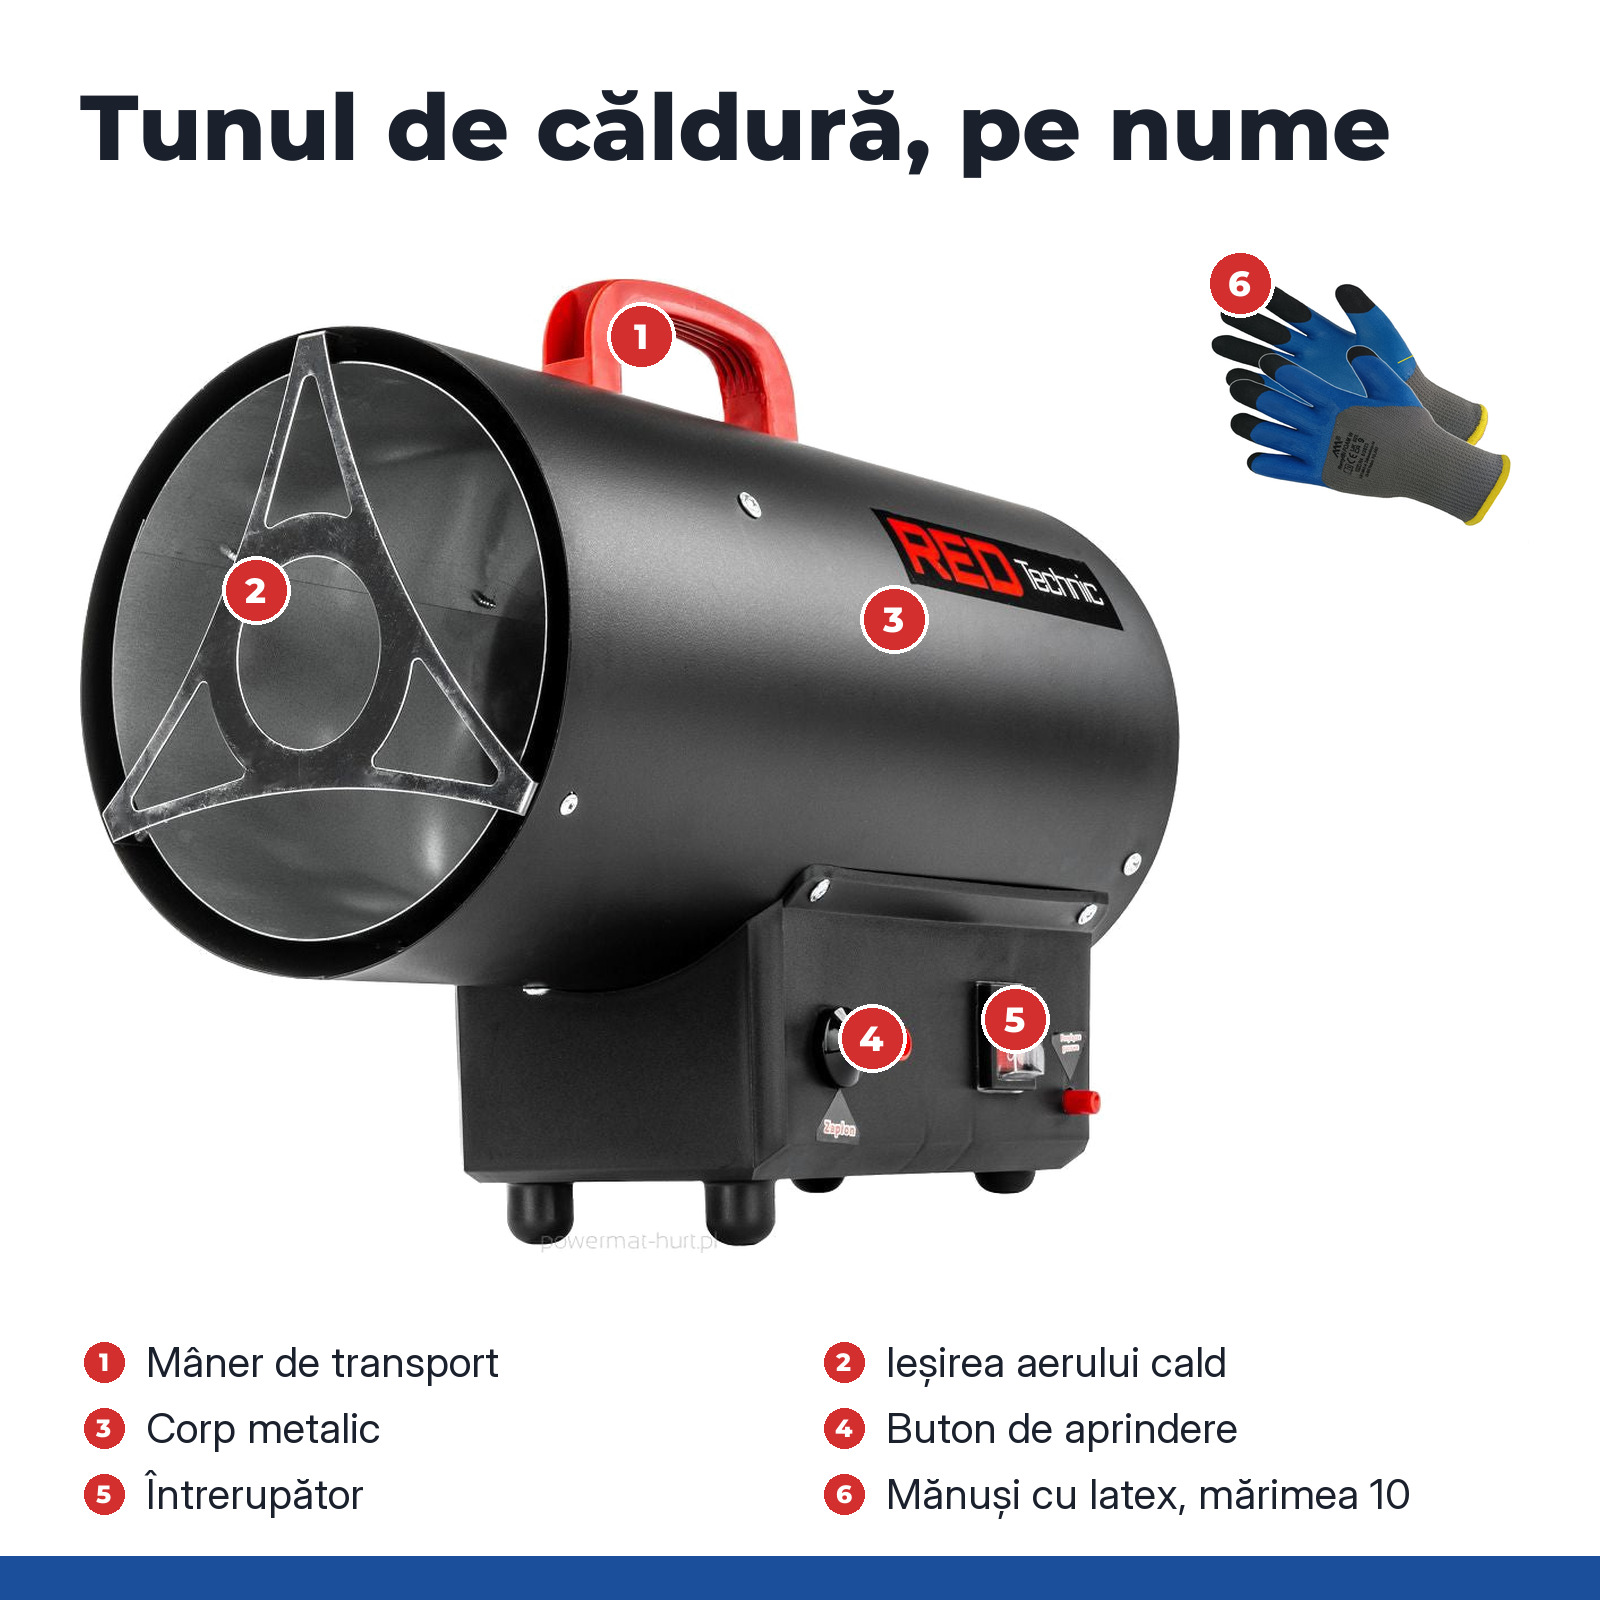 Tunul de căldură, pe nume
6
1
2
RED Technic
3
4
5
Zapłon
powermat-hurt.pl
1 Mâner de transport
2 Ieșirea aerului cald
3 Corp metalic
4 Buton de aprindere
5 Întrerupător
6 Mănuși cu latex, mărimea 10